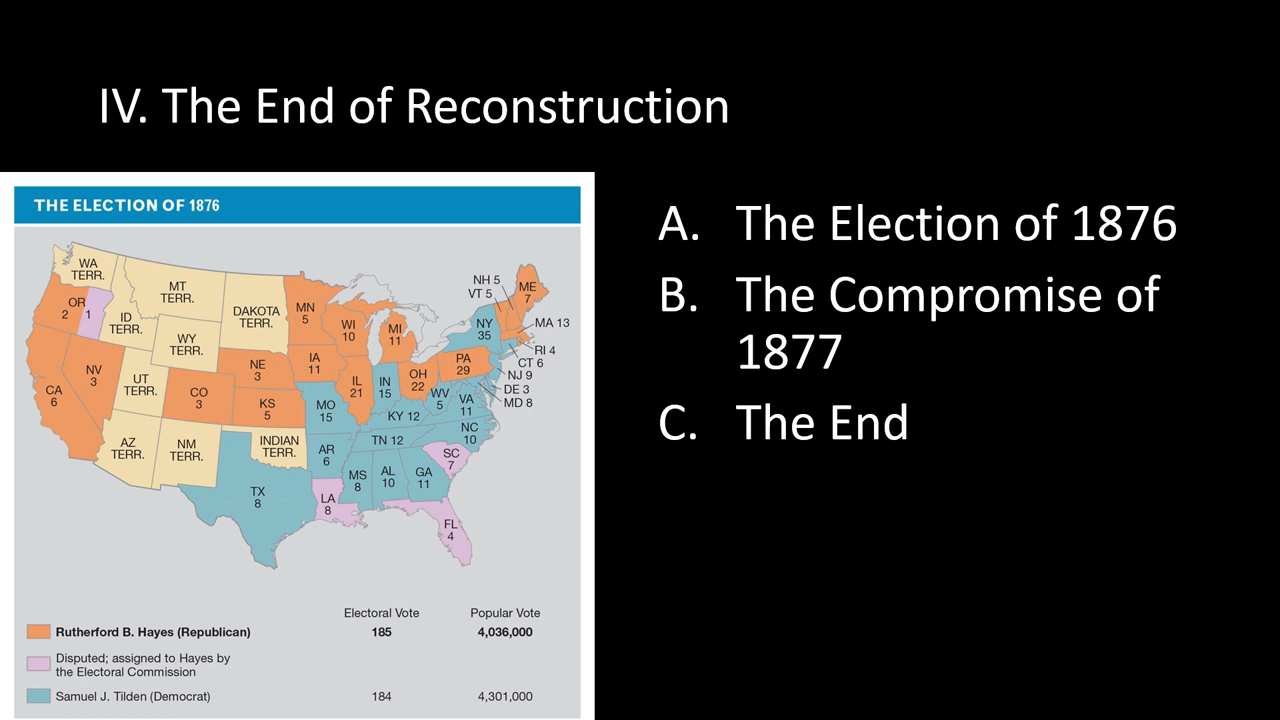 IV. The End of Reconstruction
THE ELECTION OF 1876
WA
TERR.
MT
TERR.
OR
2
1
ID
TERR.
DAKOTA
TERR.
MN
5
WY
TERR.
WI
10
MI
11
NH 5
VT 5
ME
7
NY
35
MA 13
RI 4
CT 6
NJ 9
DE 3
MD 8
PA
29
NV
3
CA
6
UT
TERR.
CO
3
NE
3
KS
5
IA
11
IL
21
IN
15
OH
22
WV
5
VA
11
MO
15
KY 12
NC
10
TN 12
AZ
TERR.
NM
TERR.
INDIAN
TERR.
AR
6
SC
7
MS
8
AL
10
GA
11
TX
8
LA
8
FL
4
Electoral Vote Popular Vote
Rutherford B. Hayes (Republican) 185 4,036,000
Disputed; assigned to Hayes by
the Electoral Commission
Samuel J. Tilden (Democrat) 184 4,301,000
A. The Election of 1876
B. The Compromise of
1877
C. The End